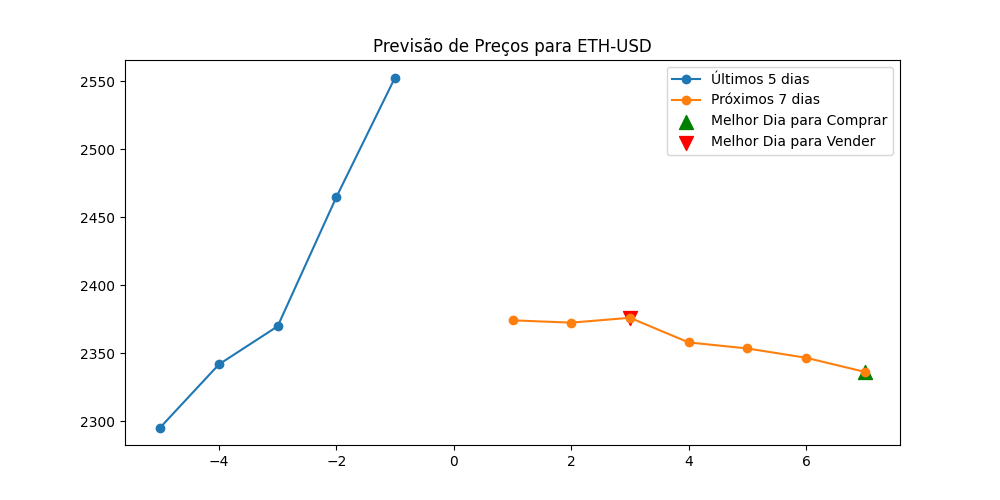 Previsão de Preços para ETH-USD
2550
2500
2450
2400
2350
2300
−4
−2
0
2
4
6
Últimos 5 dias
Próximos 7 dias
Melhor Dia para Comprar
Melhor Dia para Vender